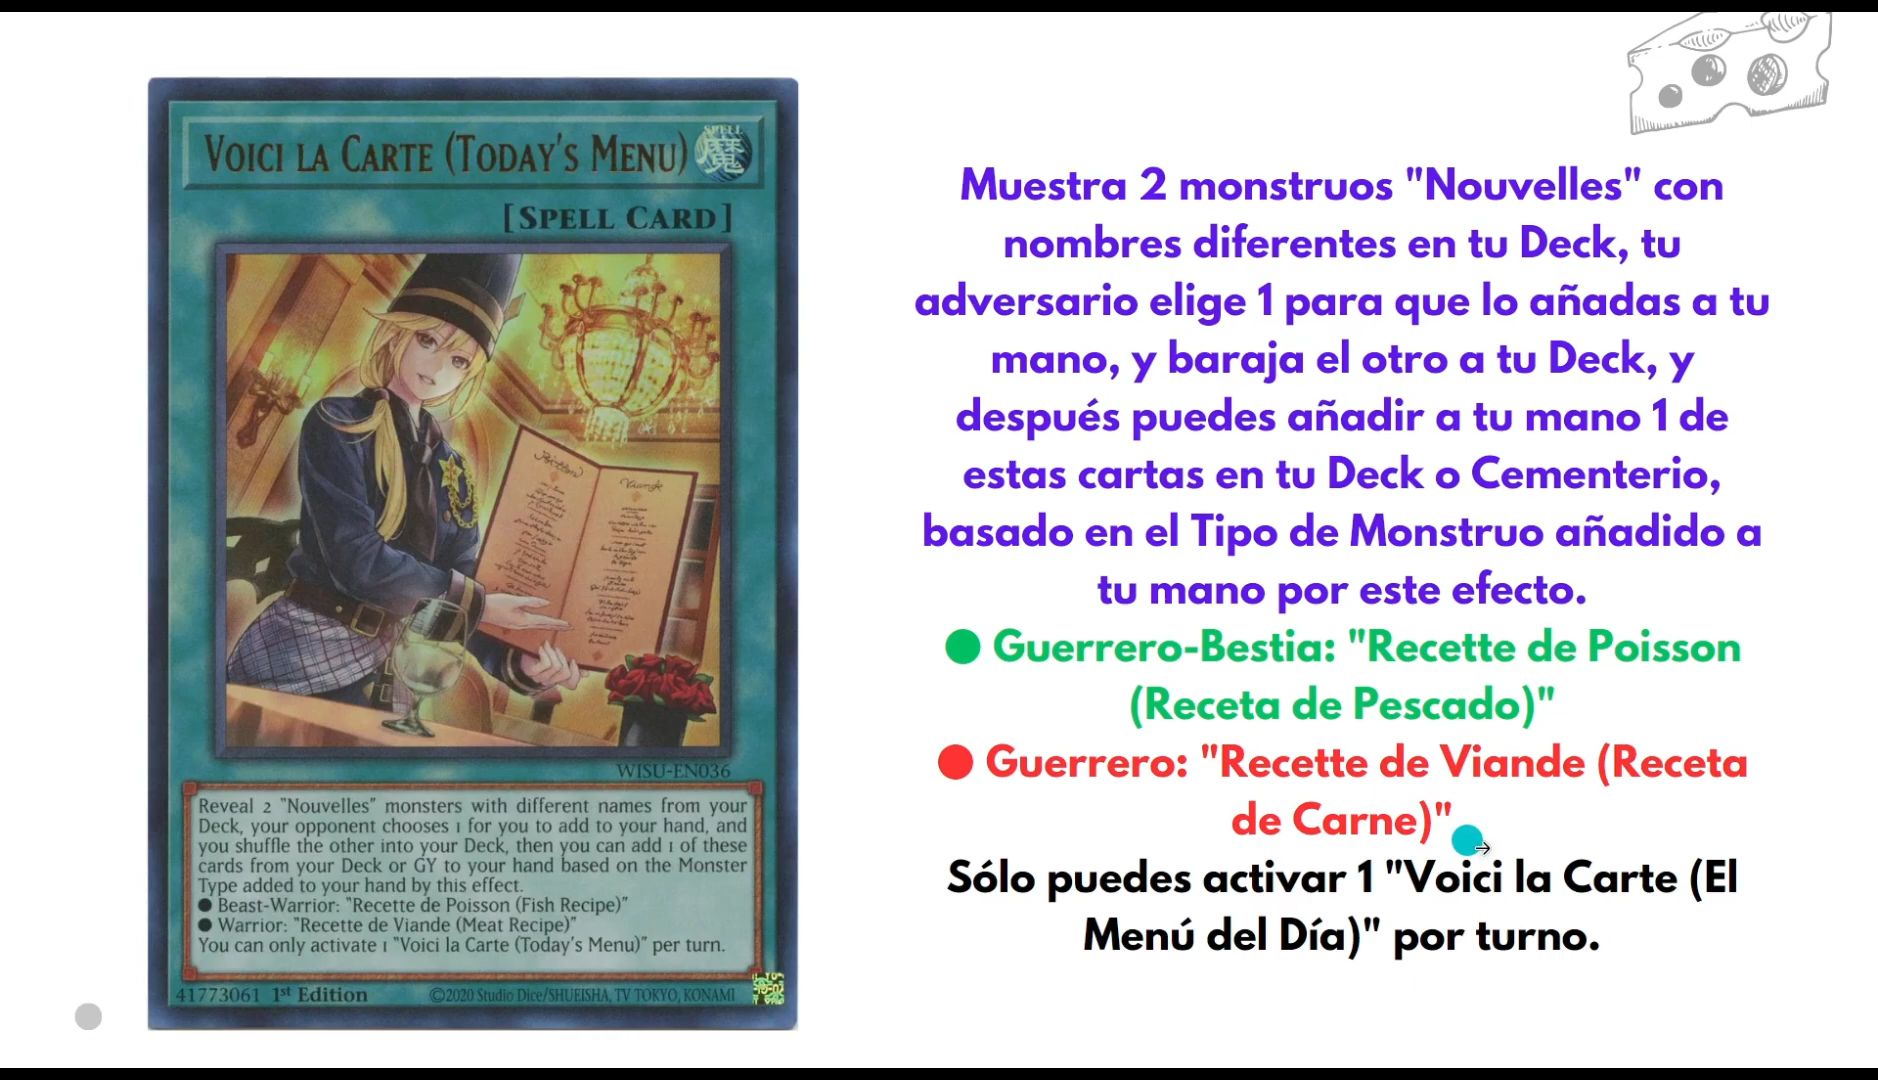 VOICI LA CARTE (TODAY'S MENU)
SPELL
魔
[SPELL CARD]
Poisson
Viande
WISU-EN036
Reveal 2 "Nouvelles" monsters with different names from your
Deck, your opponent chooses 1 for you to add to your hand, and
you shuffle the other into your Deck, then you can add 1 of these
cards from your Deck or GY to your hand based on the Monster
Type added to your hand by this effect.
● Beast-Warrior: "Recette de Poisson (Fish Recipe)"
● Warrior: "Recette de Viande (Meat Recipe)"
You can only activate 1 "Voici la Carte (Today's Menu)" per turn.
41773061 1st Edition ©2020 Studio Dice/SHUEISHA, TV TOKYO, KONAMI
Muestra 2 monstruos "Nouvelles" con
nombres diferentes en tu Deck, tu
adversario elige 1 para que lo añadas a tu
mano, y baraja el otro a tu Deck, y
después puedes añadir a tu mano 1 de
estas cartas en tu Deck o Cementerio,
basado en el Tipo de Monstruo añadido a
tu mano por este efecto.
● Guerrero-Bestia: "Recette de Poisson
(Receta de Pescado)"
● Guerrero: "Recette de Viande (Receta
de Carne)"
Sólo puedes activar 1 "Voici la Carte (El
Menú del Día)" por turno.